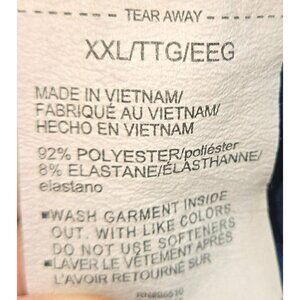 TEAR AWAY
XXL/TTG/EEG
MADE IN VIETNAM/
FABRIQUÉ AU VIETNAM/
HECHO EN VIETNAM
92% POLYESTER/poliéster
8% ELASTANE/ÉLASTHANNE/
elastano
▪WASH GARMENT INSIDE
OUT. WITH LIKE COLORS.
DO NOT USE SOFTENERS
▪LAVER LE VÊTEMENT APRÈS
L'AVOIR RETOURNÉ SUR